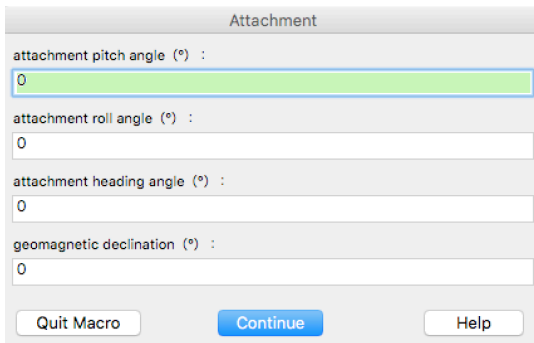 Attachment
attachment pitch angle (°) :
0
attachment roll angle (°) :
0
attachment heading angle (°) :
0
geomagnetic declination (°) :
0
Quit Macro Continue Help